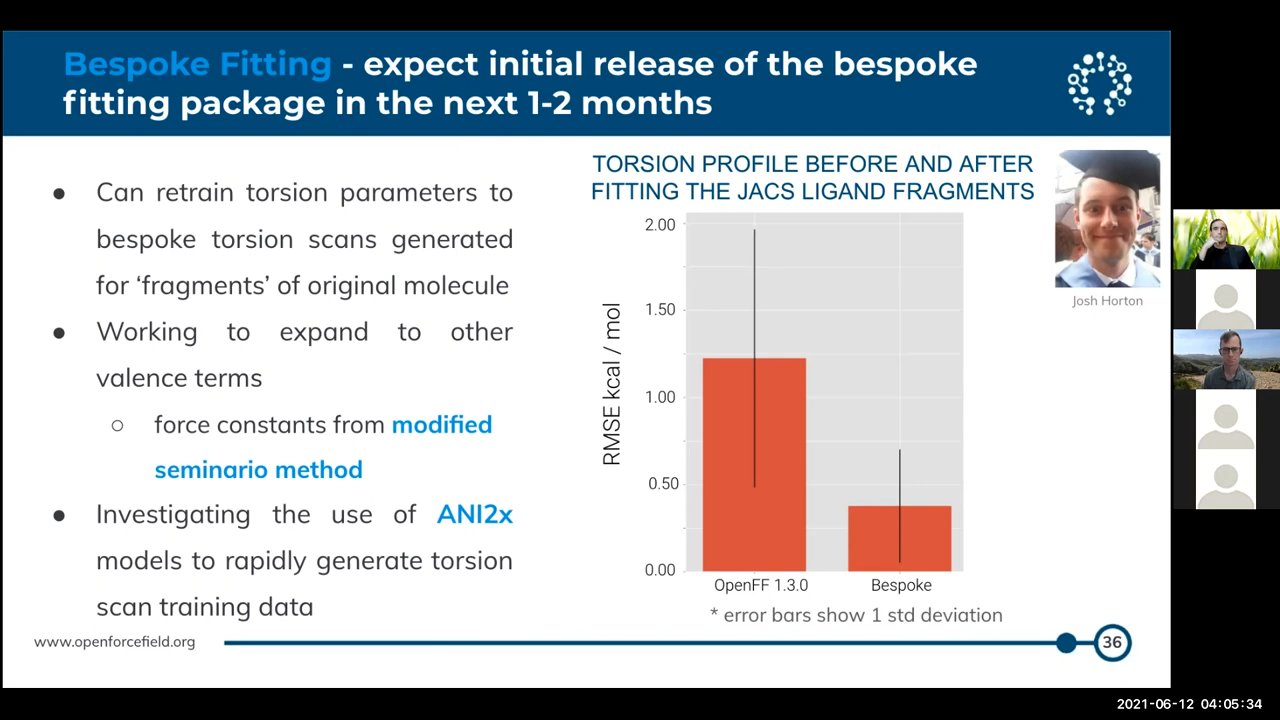 Bespoke Fitting - expect initial release of the bespoke
fitting package in the next 1-2 months
● Can retrain torsion parameters to
bespoke torsion scans generated
for ‘fragments’ of original molecule
● Working to expand to other
valence terms
○ force constants from modified
seminario method
● Investigating the use of ANI2x
models to rapidly generate torsion
scan training data
TORSION PROFILE BEFORE AND AFTER
FITTING THE JACS LIGAND FRAGMENTS
RMSE kcal / mol
2.00
1.50
1.00
0.50
0.00
OpenFF 1.3.0
Bespoke
* error bars show 1 std deviation
Josh Horton
www.openforcefield.org
36
2021-06-12 04:05:34